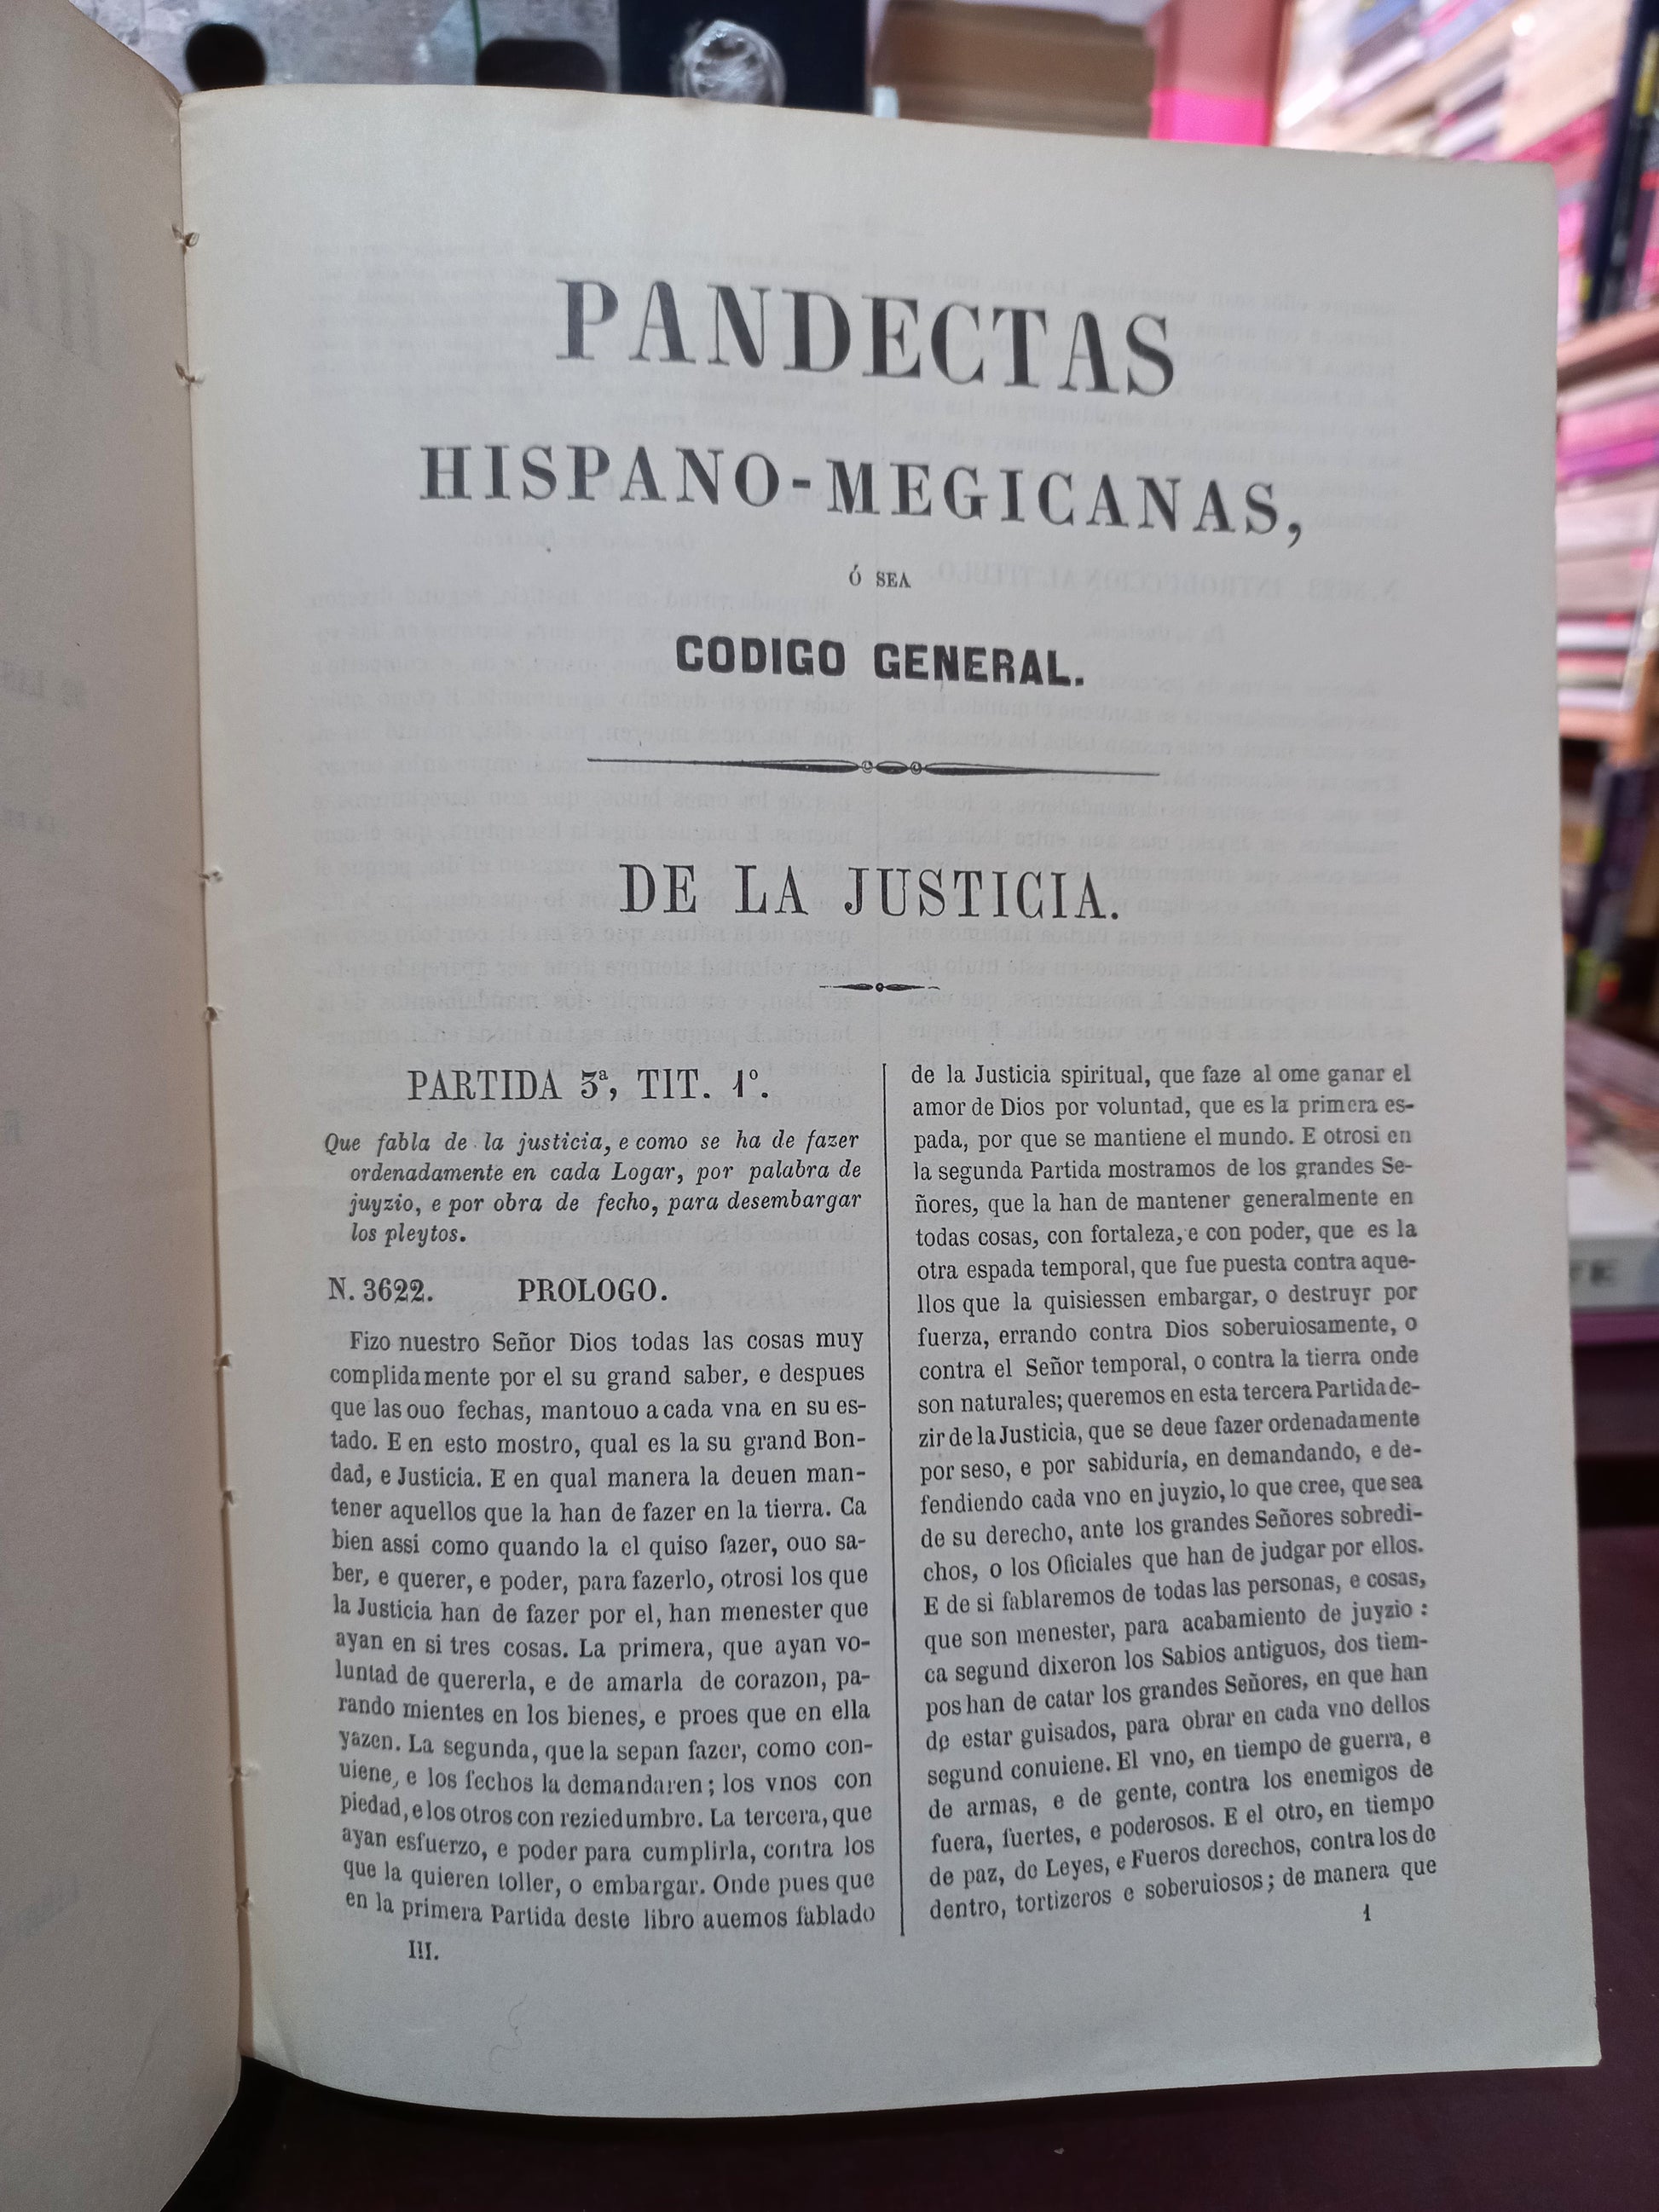 PANDECTAS
HISPANO-MEGICANAS,
Ó SEA
CODIGO GENERAL.
DE LA JUSTICIA.
PARTIDA 3ª, TIT. 1º.
Que fabla de la justicia, e como se ha de fazer
ordenadamente en cada Logar, por palabra de
juyzio, e por obra de fecho, para desembargar
los pleytos.
N. 3622. PROLOGO.
Fizo nuestro Señor Dios todas las cosas muy
complidamente por el su grand saber, e despues
que las ouo fechas, mantouo a cada vna en su es-
tado. E en esto mostro, qual es la su grand Bon-
dad, e Justicia. E en qual manera la deuen man-
tener aquellos que la han de fazer en la tierra. Ca
bien assi como quando la el quiso fazer, ouo sa-
ber, e querer, e poder, para fazerlo, otrosi los que
la Justicia han de fazer por el, han menester que
ayan en si tres cosas. La primera, que ayan vo-
luntad de quererla, e de amarla de corazon, pa-
rando mientes en los bienes, e proes que en ella
yazen. La segunda, que la sepan fazer, como con-
uiene, e los fechos la demandaren; los vnos con
piedad, e los otros con reziedumbre. La tercera, que
ayan esfuerzo, e poder para cumplirla, contra los
que la quieren toller, o embargar. Onde pues que
en la primera Partida deste libro auemos fablado
III.
de la Justicia spiritual, que faze al ome ganar el
amor de Dios por voluntad, que es la primera es-
pada, por que se mantiene el mundo. E otrosi en
la segunda Partida mostramos de los grandes Se-
ñores, que la han de mantener generalmente en
todas cosas, con fortaleza, e con poder, que es la
otra espada temporal, que fue puesta contra aque-
llos que la quisiessen embargar, o destruyr por
fuerza, errando contra Dios soberuiosamente, o
contra el Señor temporal, o contra la tierra onde
son naturales; queremos en esta tercera Partida de-
zir de la Justicia, que se deue fazer ordenadamente
por seso, e por sabiduría, en demandando, e de-
fendiendo cada vno en juyzio, lo que cree, que sea
de su derecho, ante los grandes Señores sobredi-
chos, o los Oficiales que han de judgar por ellos.
E de si fablaremos de todas las personas, e cosas,
que son menester, para acabamiento de juyzio :
ca segund dixeron los Sabios antiguos, dos tiem-
pos han de catar los grandes Señores, en que han
de estar guisados, para obrar en cada vno dellos
segund conuiene. El vno, en tiempo de guerra, e
de armas, e de gente, contra los enemigos de
fuera, fuertes, e poderosos. E el otro, en tiempo
de paz, de Leyes, e Fueros derechos, contra los de
dentro, tortizeros e soberuiosos; de manera que
1